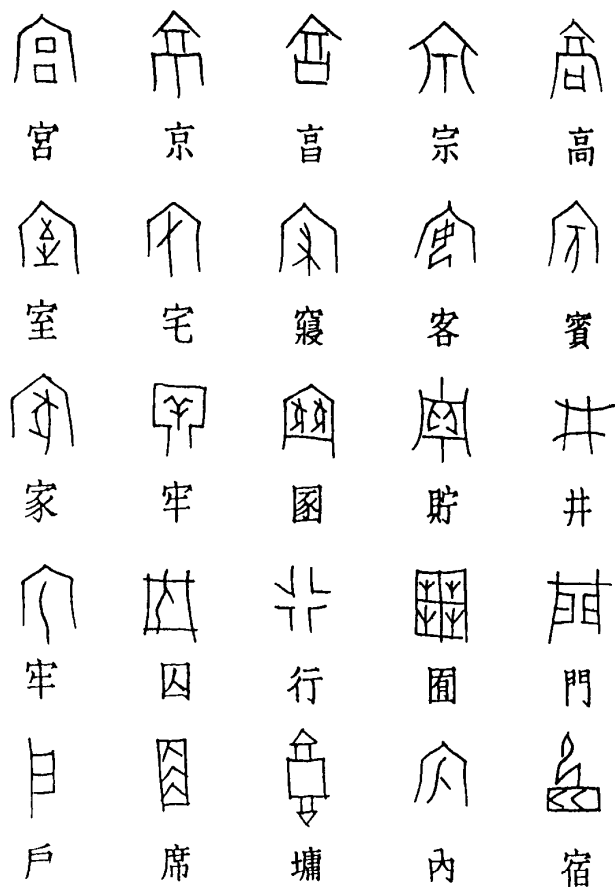 宮 京 亯 宗 高
室 宅 寢 客 賓
家 牢 圂 貯 井
牢 囚 行 囿 門
戶 席 墉 內 宿